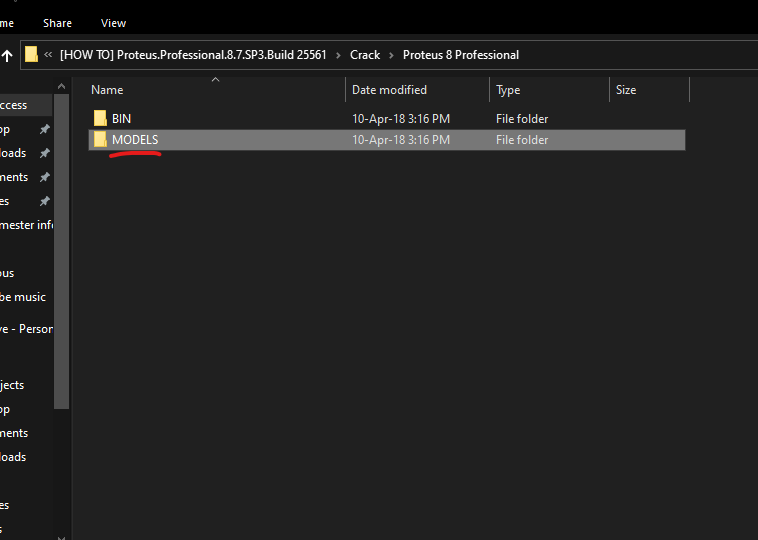 me Share View
« [HOW TO] Proteus.Professional.8.7.SP3.Build 25561 › Crack › Proteus 8 Professional
Name Date modified Type Size
ccess
BIN 10-Apr-18 3:16 PM File folder
op
MODELS 10-Apr-18 3:16 PM File folder
loads
ments
es
mester info
ous
be music
ve - Person
jects
op
ments
loads
es
s